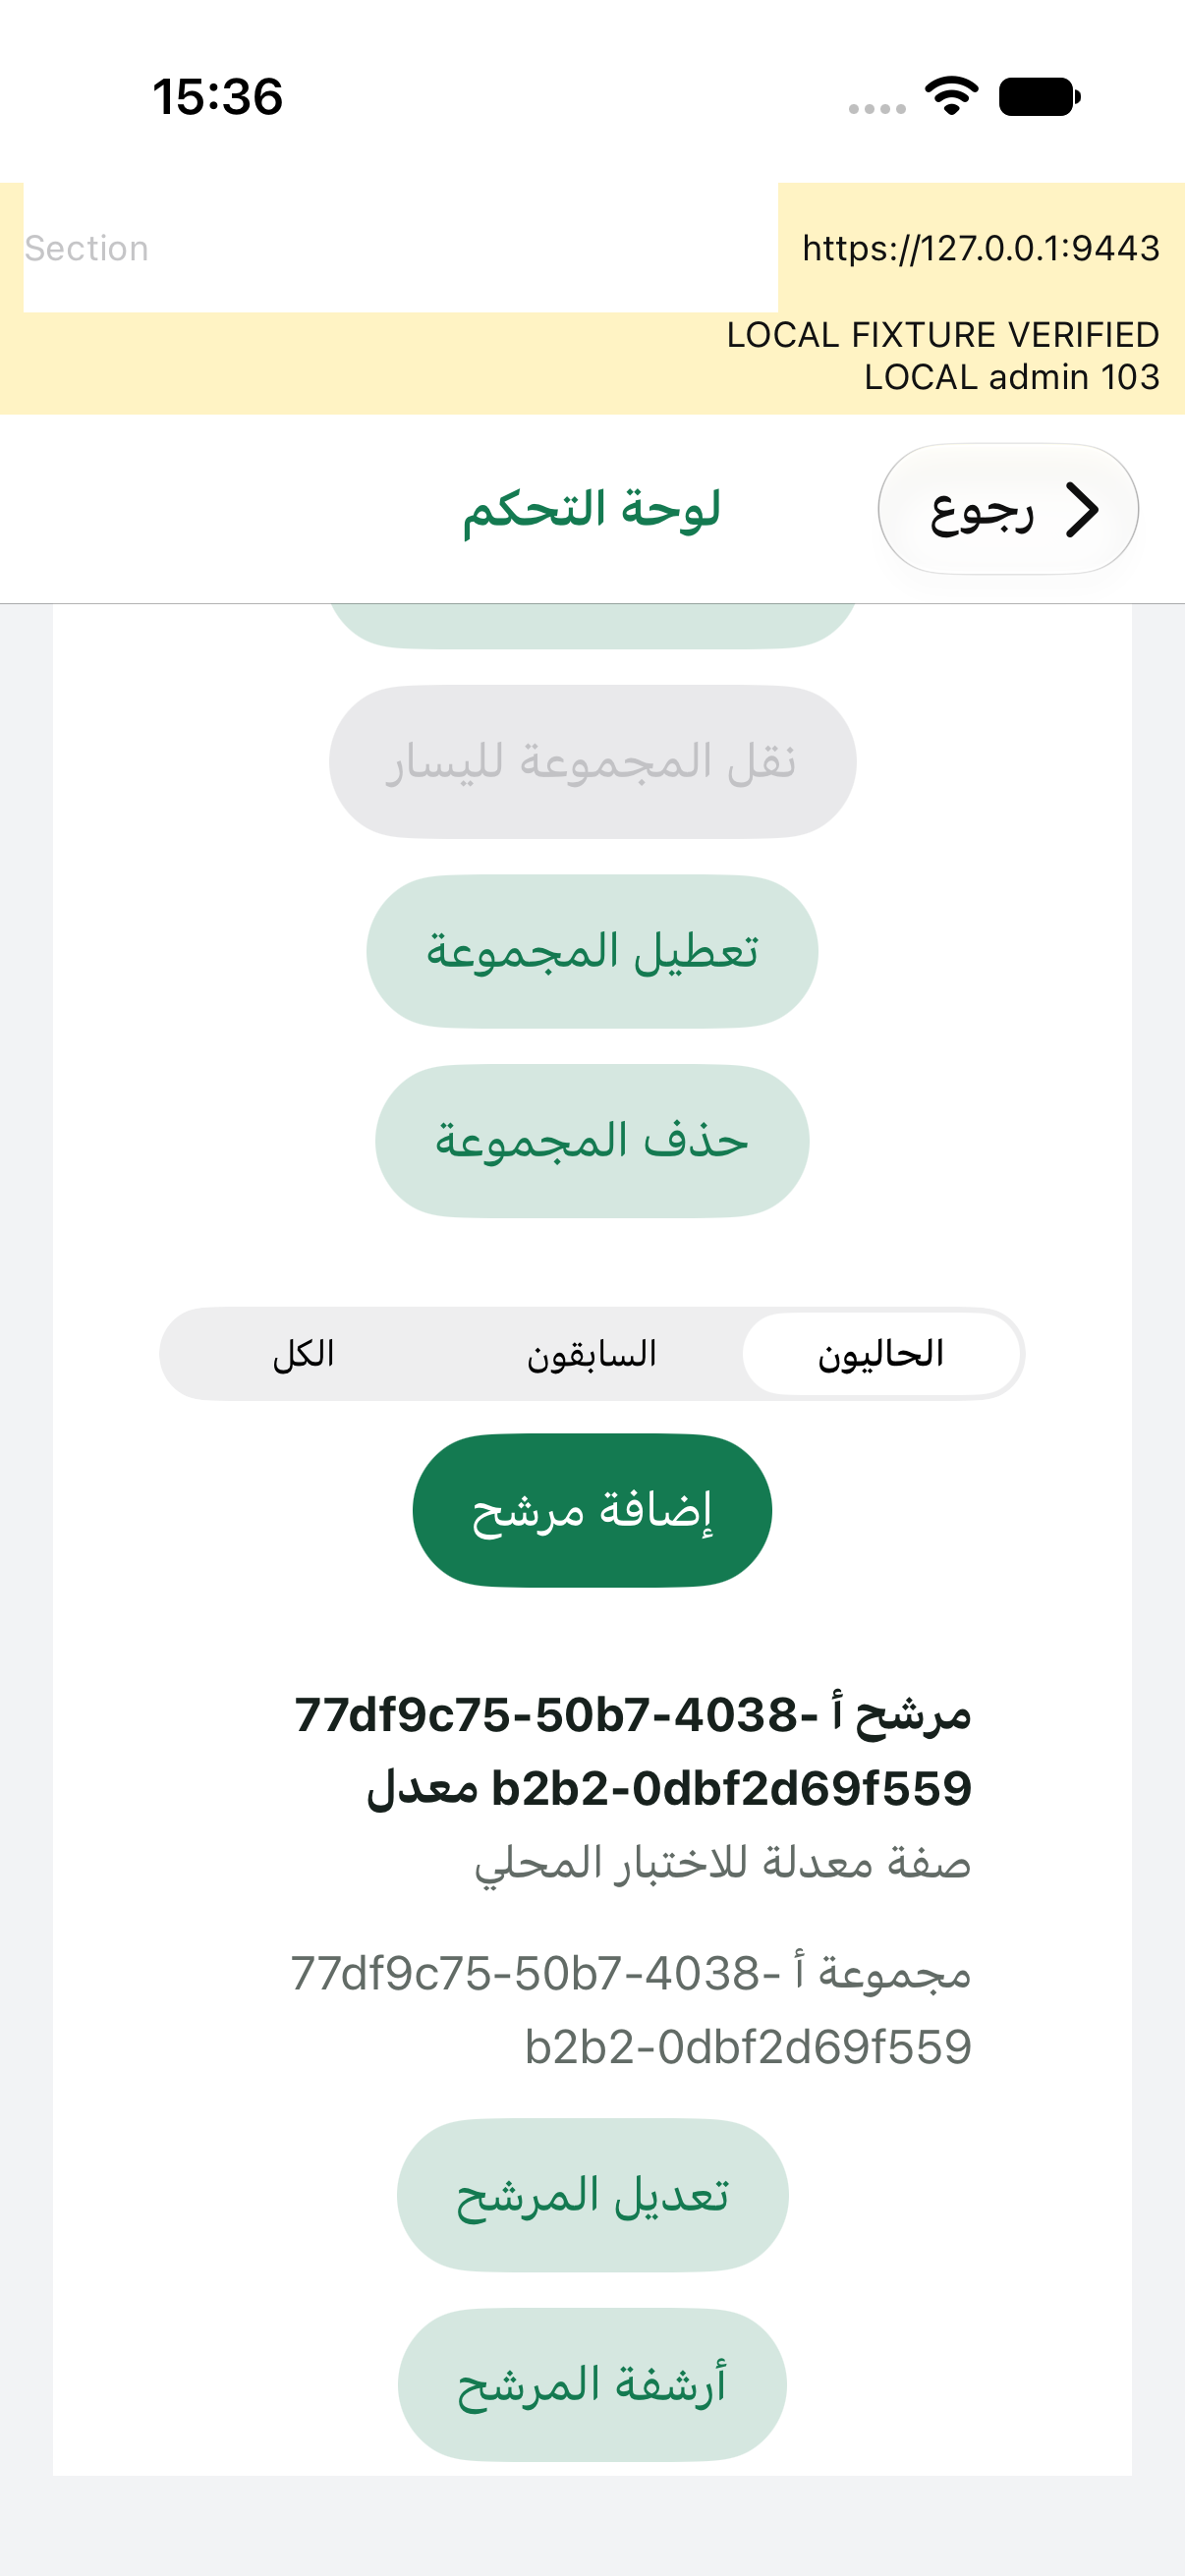 15:36
https://127.0.0.1:9443
Section
LOCAL FIXTURE VERIFIED
LOCAL admin 103
رجوع
لوحة التحكم
نقل المجموعة لليسار
تعطيل المجموعة
حذف المجموعة
الحاليون
السابقون
الكل
إضافة مرشح
مرشح أ 77df9c75-50b7-4038-
b2b2-0dbf2d69f559 معدل
صفة معدلة للاختبار المحلي
مجموعة أ 77df9c75-50b7-4038-
b2b2-0dbf2d69f559
تعديل المرشح
أرشفة المرشح